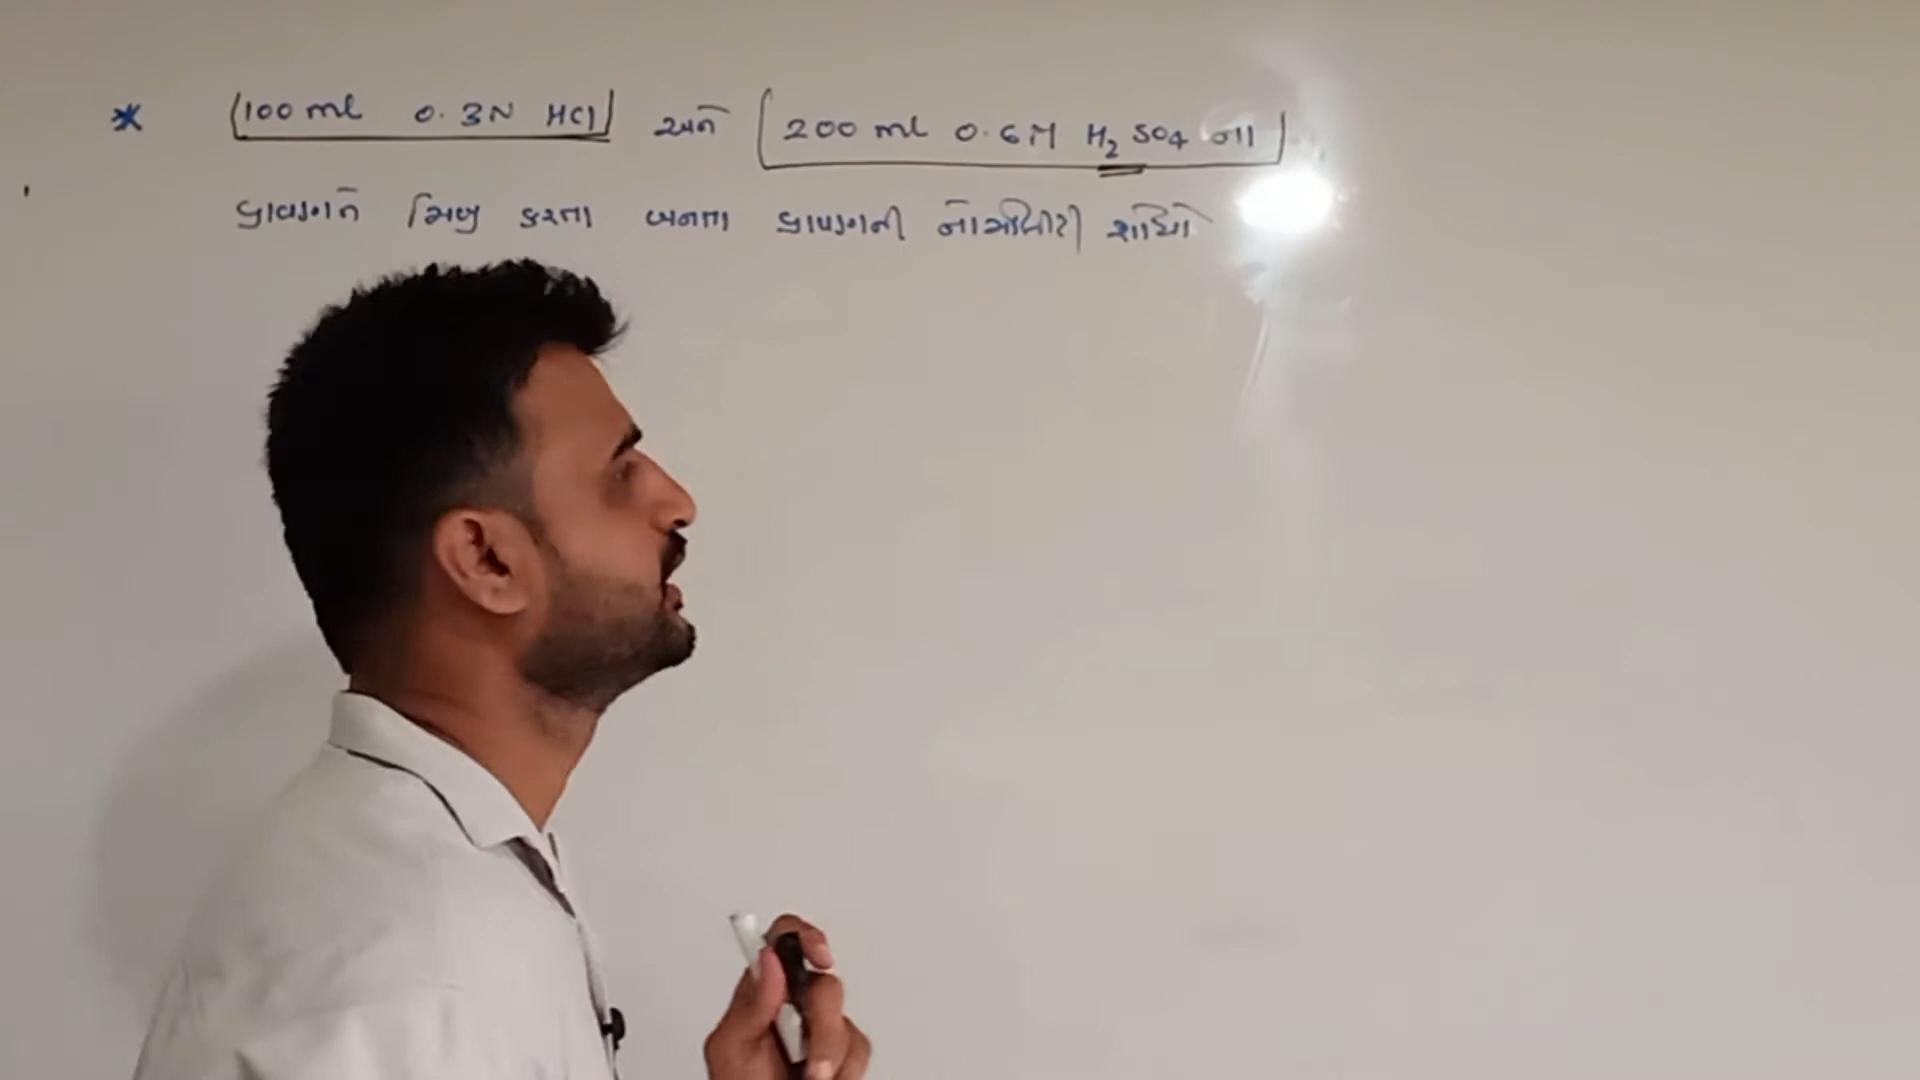 * 100 ml 0.3N HCl અને 200 ml 0.6M H₂SO₄ ના
દ્રાવણને મિશ્ર કરતા બનતા દ્રાવણની નોર્માલીટી શોધો